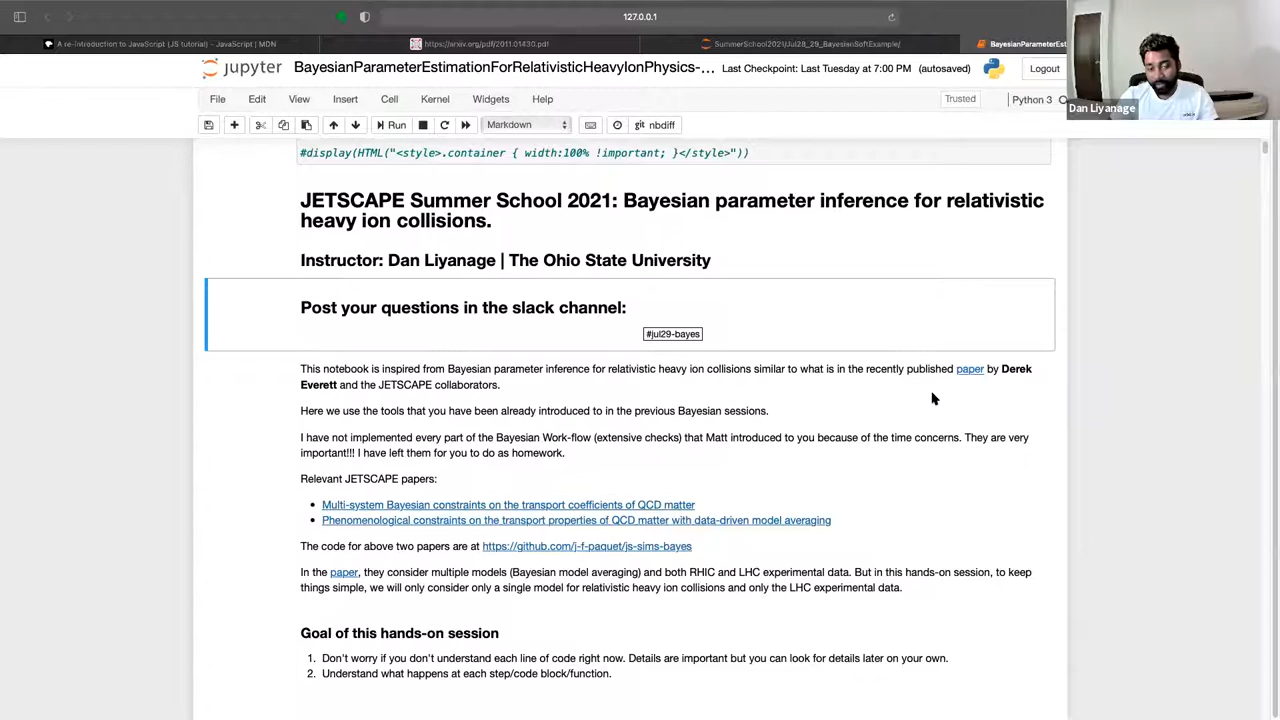 127.0.0.1
A re-introduction to JavaScript (JS tutorial) – JavaScript | MDN
https://arxiv.org/pdf/2011.01430.pdf
SummerSchool2021/Jul28_29_BayesianSoftExample/
BayesianParameterEst
jupyter BayesianParameterEstimationForRelativisticHeavyIonPhysics-... Last Checkpoint: Last Tuesday at 7:00 PM (autosaved) Logout
Dan Liyanage
File Edit View Insert Cell Kernel Widgets Help Trusted Python 3
Run Markdown git nbdiff
#display(HTML("<style>.container { width:100% !important; }</style>"))
JETSCAPE Summer School 2021: Bayesian parameter inference for relativistic
heavy ion collisions.
Instructor: Dan Liyanage | The Ohio State University
Post your questions in the slack channel:
#jul29-bayes
This notebook is inspired from Bayesian parameter inference for relativistic heavy ion collisions similar to what is in the recently published paper by Derek
Everett and the JETSCAPE collaborators.
Here we use the tools that you have been already introduced to in the previous Bayesian sessions.
I have not implemented every part of the Bayesian Work-flow (extensive checks) that Matt introduced to you because of the time concerns. They are very
important!!! I have left them for you to do as homework.
Relevant JETSCAPE papers:
• Multi-system Bayesian constraints on the transport coefficients of QCD matter
• Phenomenological constraints on the transport properties of QCD matter with data-driven model averaging
The code for above two papers are at https://github.com/j-f-paquet/js-sims-bayes
In the paper, they consider multiple models (Bayesian model averaging) and both RHIC and LHC experimental data. But in this hands-on session, to keep
things simple, we will only consider only a single model for relativistic heavy ion collisions and only the LHC experimental data.
Goal of this hands-on session
1. Don't worry if you don't understand each line of code right now. Details are important but you can look for details later on your own.
2. Understand what happens at each step/code block/function.